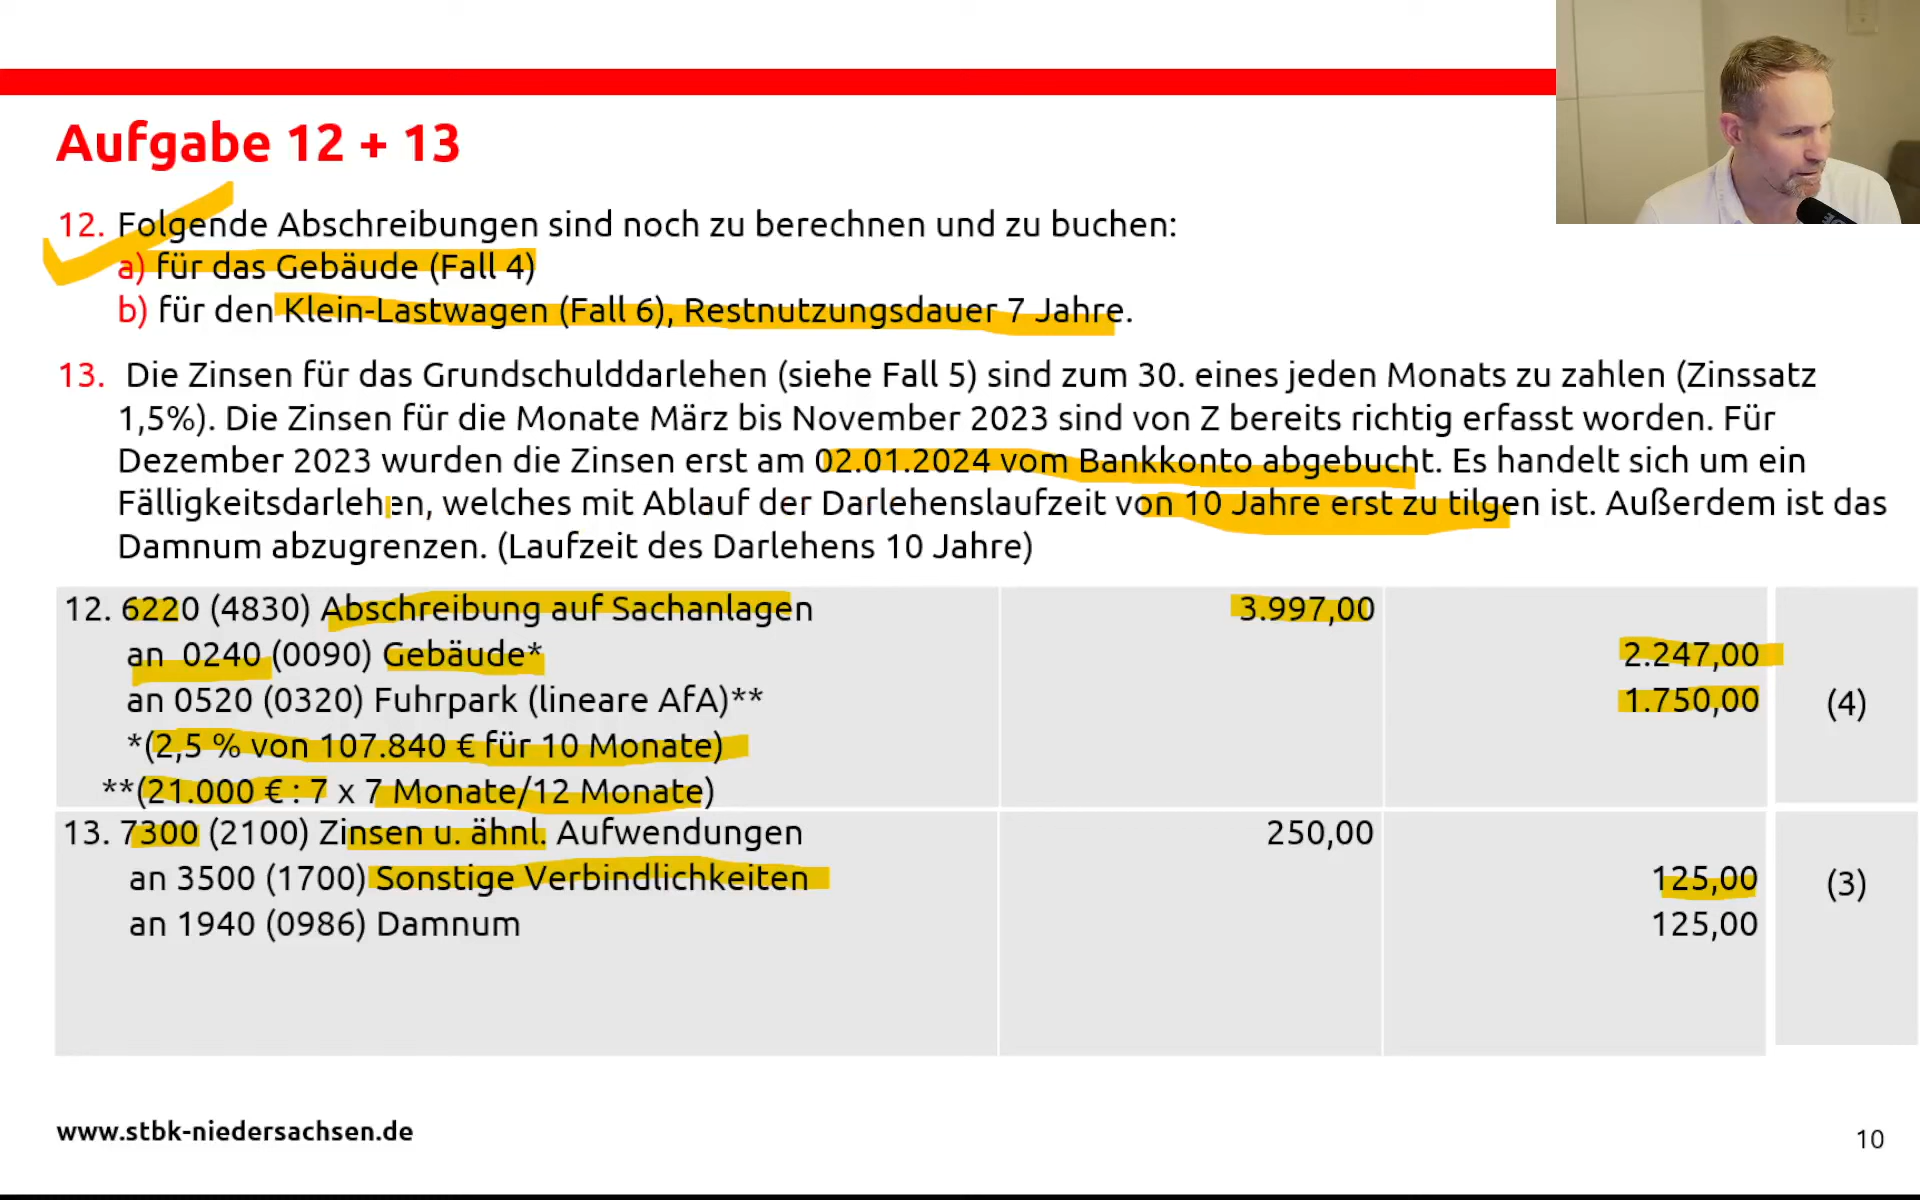 Aufgabe 12 + 13
12. Folgende Abschreibungen sind noch zu berechnen und zu buchen:
a) für das Gebäude (Fall 4)
b) für den Klein-Lastwagen (Fall 6), Restnutzungsdauer 7 Jahre.
13. Die Zinsen für das Grundschulddarlehen (siehe Fall 5) sind zum 30. eines jeden Monats zu zahlen (Zinssatz
1,5%). Die Zinsen für die Monate März bis November 2023 sind von Z bereits richtig erfasst worden. Für
Dezember 2023 wurden die Zinsen erst am 02.01.2024 vom Bankkonto abgebucht. Es handelt sich um ein
Fälligkeitsdarlehen, welches mit Ablauf der Darlehenslaufzeit von 10 Jahre erst zu tilgen ist. Außerdem ist das
Damnum abzugrenzen. (Laufzeit des Darlehens 10 Jahre)
12. 6220 (4830) Abschreibung auf Sachanlagen 3.997,00
an 0240 (0090) Gebäude* 2.247,00
an 0520 (0320) Fuhrpark (lineare AfA)** 1.750,00 (4)
*(2,5 % von 107.840 € für 10 Monate)
**(21.000 € : 7 x 7 Monate/12 Monate)
13. 7300 (2100) Zinsen u. ähnl. Aufwendungen 250,00
an 3500 (1700) Sonstige Verbindlichkeiten 125,00 (3)
an 1940 (0986) Damnum 125,00
www.stbk-niedersachsen.de
10